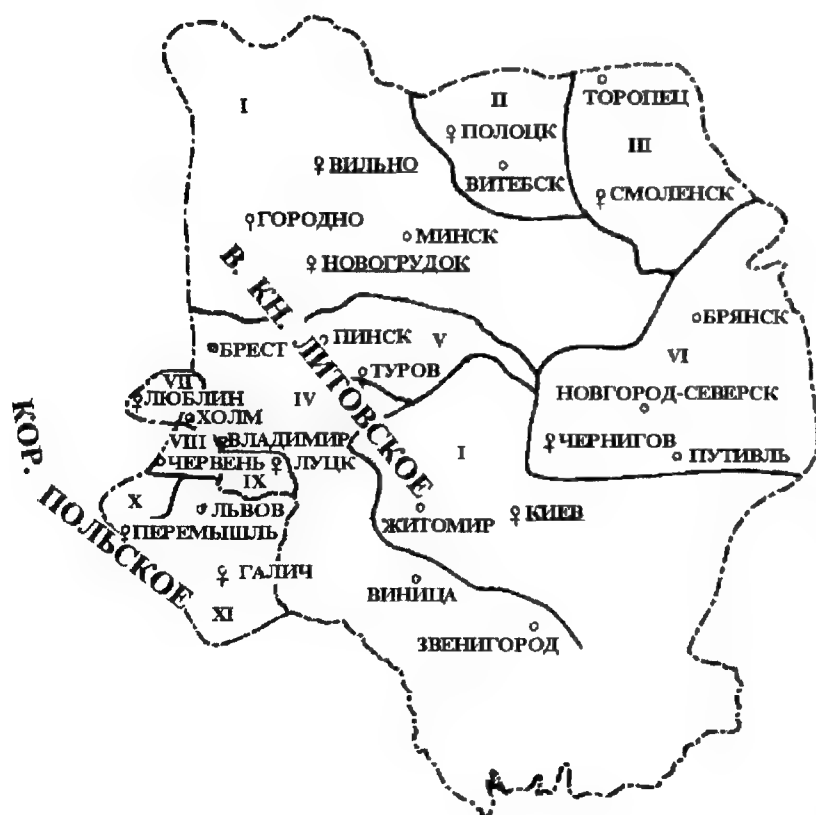 ТОРОПЕЦ
I
II
ПОЛОЦК
III
ВИЛЬНО
ВИТЕБСК
СМОЛЕНСК
ГОРОДНО
МИНСК
НОВОГРУДОК
В. КН. ЛИТОВСКОЕ
БРЯНСК
ПИНСК
V
БРЕСТ
VI
ТУРОВ
VII
ЛЮБЛИН
IV
НОВГОРОД-СЕВЕРСК
ХОЛМ
КОР. ПОЛЬСКОЕ
VIII
ВЛАДИМИР
I
ЧЕРНИГОВ
ЧЕРВЕНЬ
ЛУЦК
ПУТИВЛЬ
IX
X
ЛЬВОВ
ЖИТОМИР
КИЕВ
ПЕРЕМЫШЛЬ
ГАЛИЧ
ВИНИЦА
XI
ЗВЕНИГОРОД